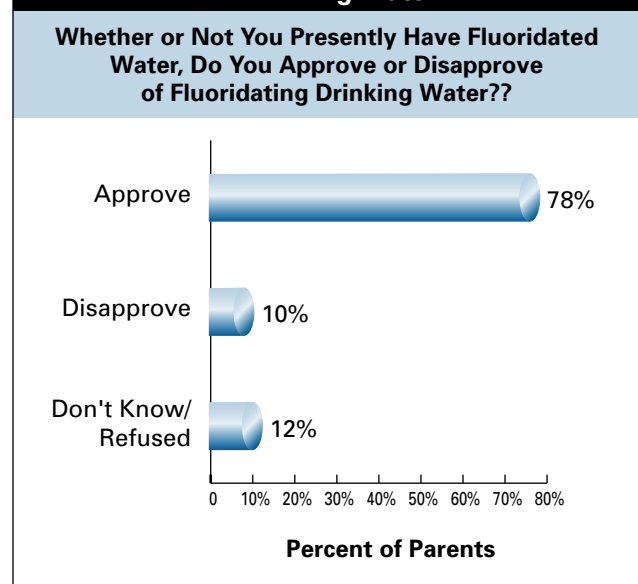 Whether or Not You Presently Have Fluoridated
Water, Do You Approve or Disapprove
of Fluoridating Drinking Water??
Approve
78%
Disapprove
10%
Don't Know/
Refused
12%
0 10% 20% 30% 40% 50% 60% 70% 80%
Percent of Parents